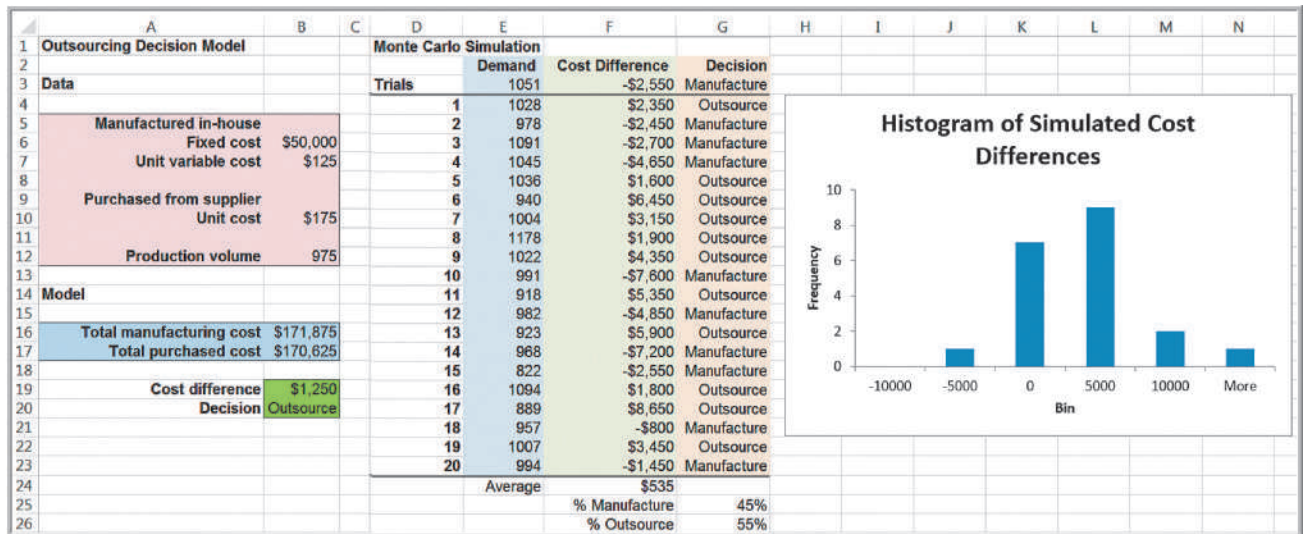 A B C D E F G H I J K L M N
1 Outsourcing Decision Model Monte Carlo Simulation
2 Demand Cost Difference Decision
3 Data Trials 1051 -$2,550 Manufacture
4 1 1028 $2,350 Outsource
5 Manufactured in-house 2 978 -$2,450 Manufacture
6 Fixed cost $50,000 3 1091 -$2,700 Manufacture
7 Unit variable cost $125 4 1045 -$4,650 Manufacture
8 5 1036 $1,600 Outsource
9 Purchased from supplier 6 940 $6,450 Outsource
10 Unit cost $175 7 1004 $3,150 Outsource
11 8 1178 $1,900 Outsource
12 Production volume 975 9 1022 $4,350 Outsource
13 10 991 -$7,600 Manufacture
14 Model 11 918 $5,350 Outsource
15 12 982 -$4,850 Manufacture
16 Total manufacturing cost $171,875 13 923 $5,900 Outsource
17 Total purchased cost $170,625 14 968 -$7,200 Manufacture
18 15 822 -$2,550 Manufacture
19 Cost difference $1,250 16 1094 $1,800 Outsource
20 Decision Outsource 17 889 $8,650 Outsource
21 18 957 -$800 Manufacture
22 19 1007 $3,450 Outsource
23 20 994 -$1,450 Manufacture
24 Average $535
25 % Manufacture 45%
26 % Outsource 55%
Histogram of Simulated Cost
Differences
Frequency
10
8
6
4
2
0
-10000 -5000 0 5000 10000 More
Bin